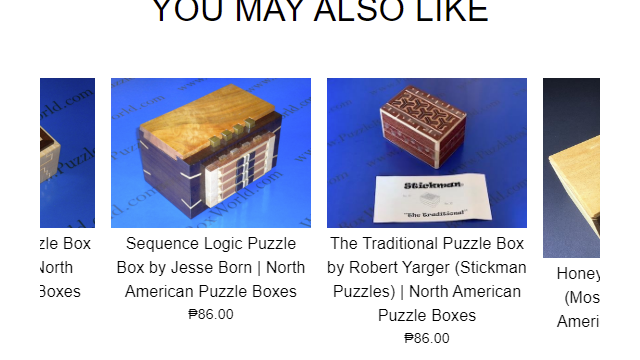 YOU MAY ALSO LIKE
zle Box
North
Boxes
Sequence Logic Puzzle
Box by Jesse Born | North
American Puzzle Boxes
₱86.00
Stickman
"The Traditional"
The Traditional Puzzle Box
by Robert Yarger (Stickman
Puzzles) | North American
Puzzle Boxes
₱86.00
Honey
(Mos
Ameri